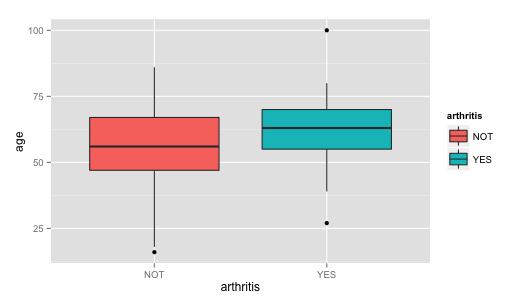 100
75
50
25
age
NOT
YES
arthritis
arthritis
NOT
YES